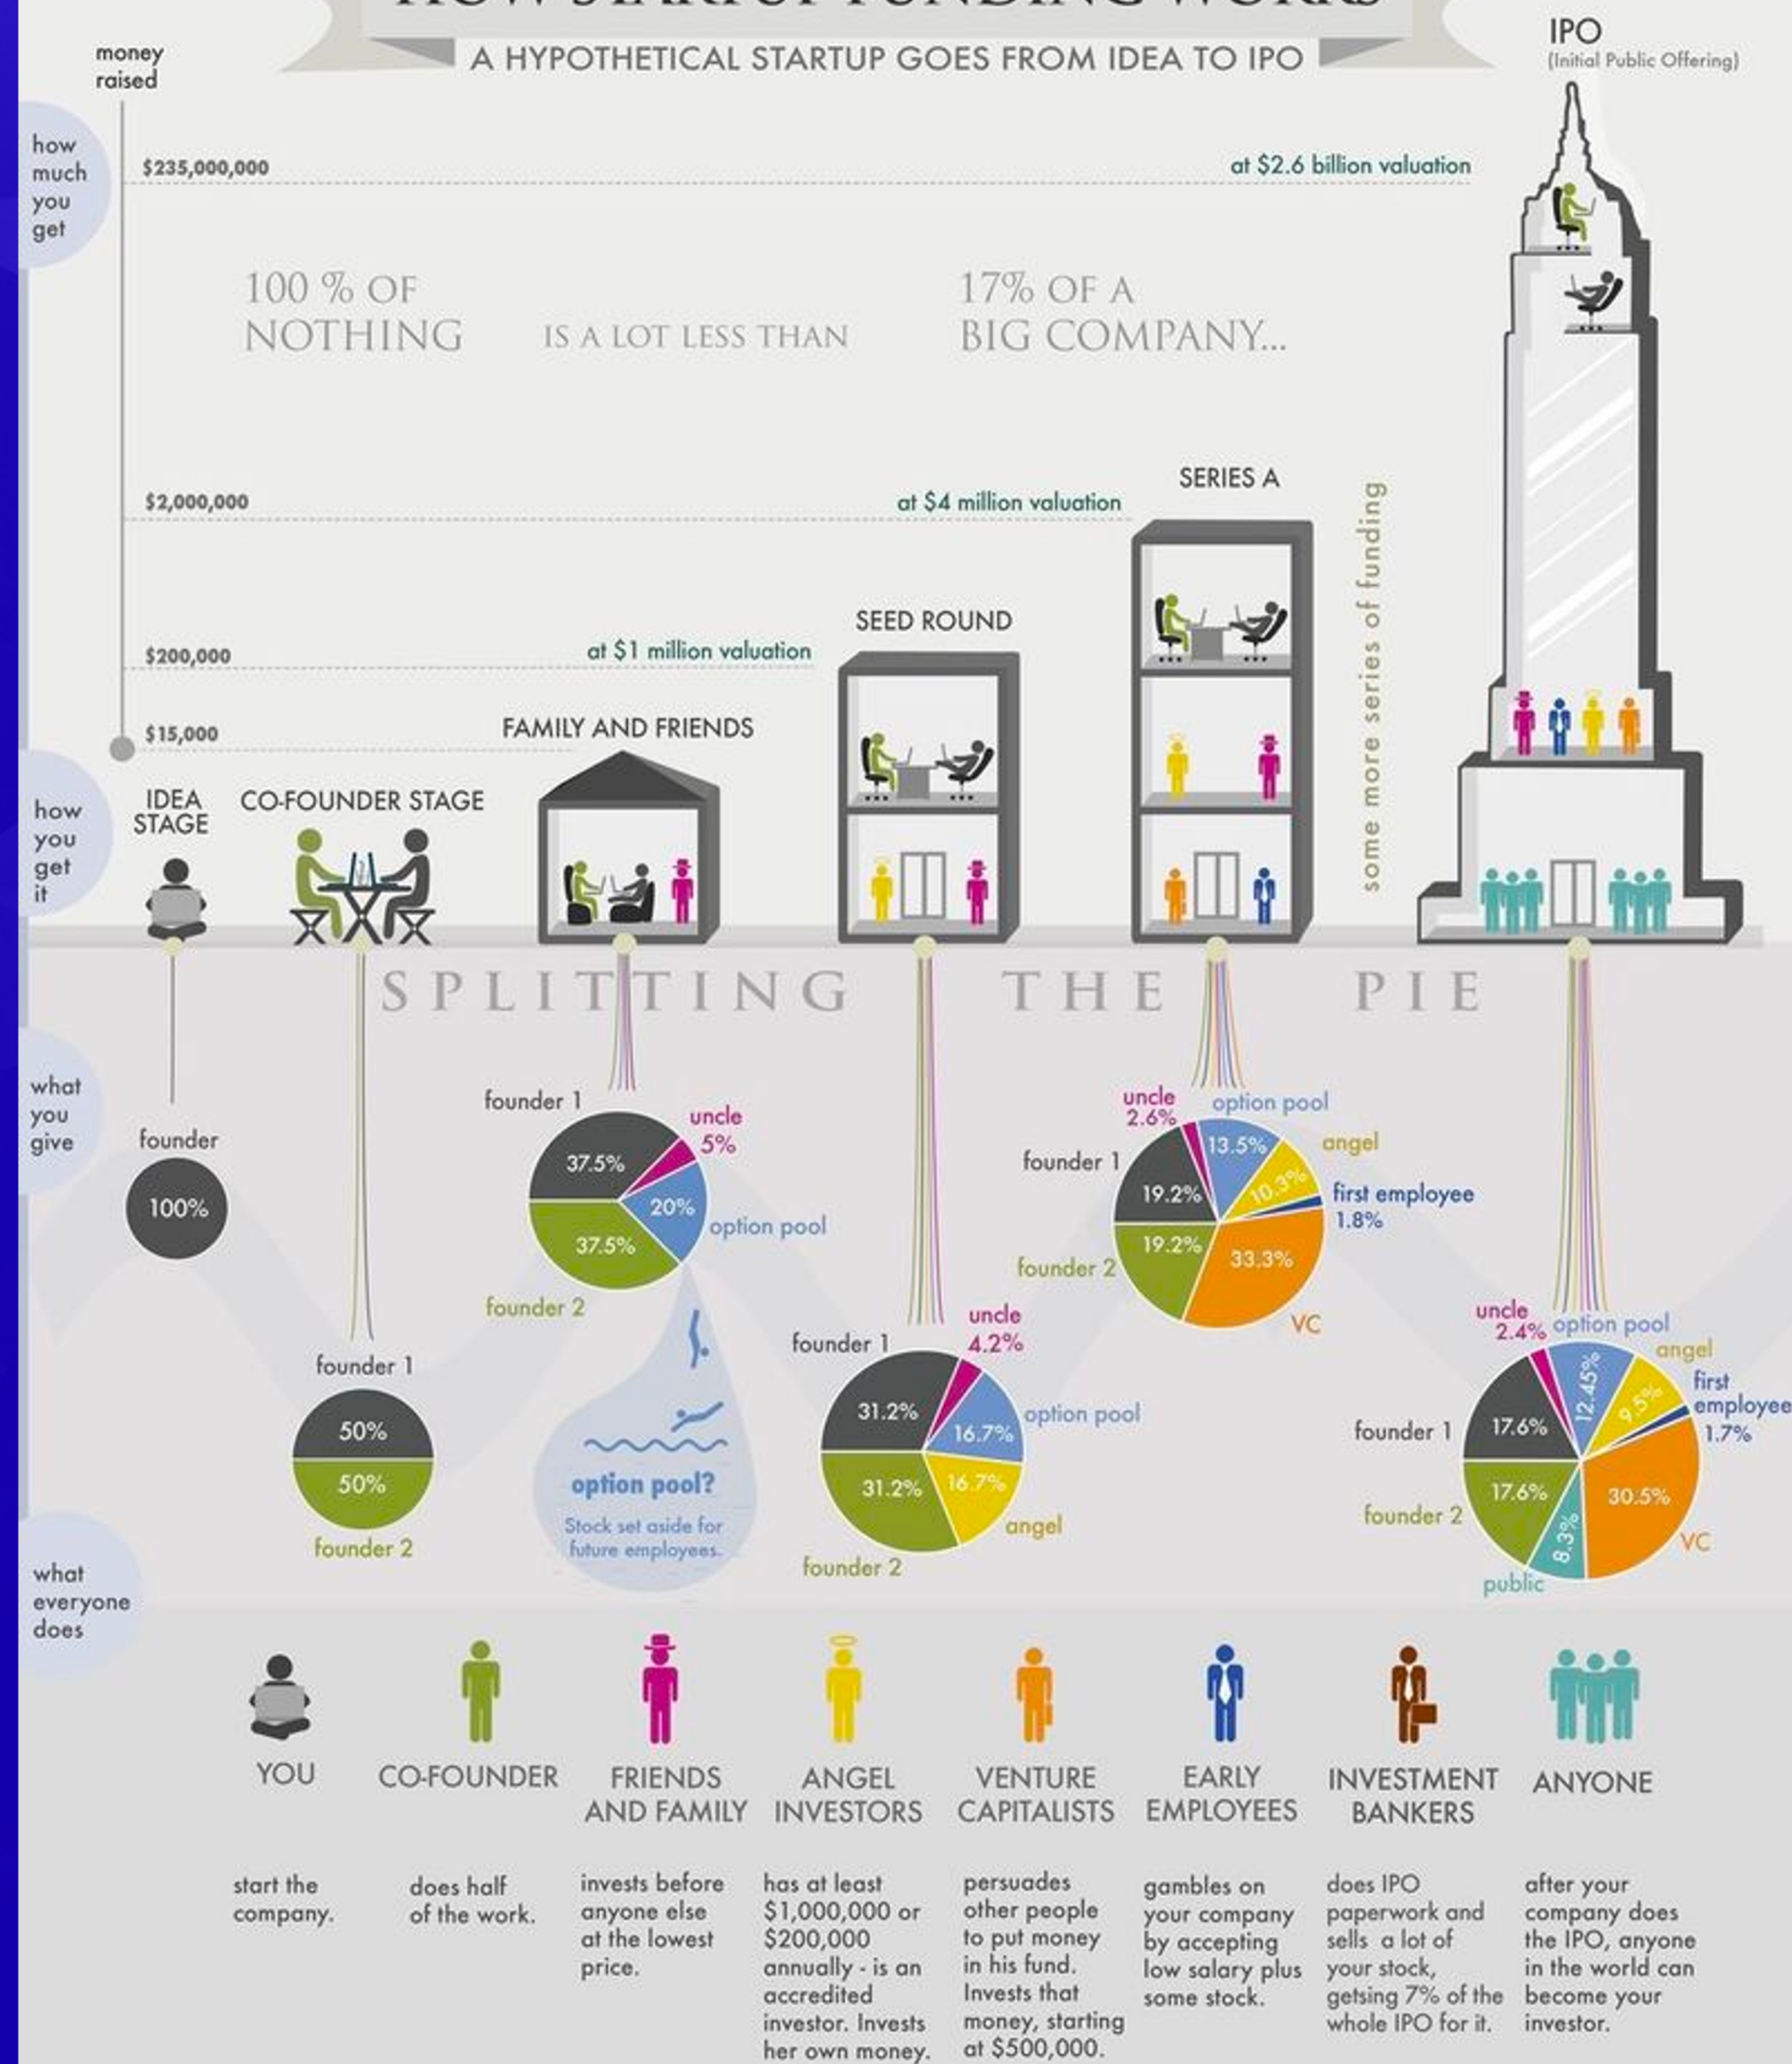 HOW STARTUP FUNDING WORKS
A HYPOTHETICAL STARTUP GOES FROM IDEA TO IPO
IPO
(Initial Public Offering)
money
raised
how
much
you
get
$235,000,000
at $2.6 billion valuation
100 % OF
NOTHING
IS A LOT LESS THAN
17% OF A
BIG COMPANY...
$2,000,000
at $4 million valuation
SERIES A
some more series of funding
SEED ROUND
$200,000
at $1 million valuation
$15,000
FAMILY AND FRIENDS
how
you
get
it
IDEA
STAGE
CO-FOUNDER STAGE
SPLITTING THE PIE
what
you
give
founder
100%
founder 1
50%
50%
founder 2
founder 1
37.5%
uncle
5%
20%
option pool
37.5%
founder 2
option pool?
Stock set aside for
future employees.
founder 1
31.2%
uncle
4.2%
option pool
16.7%
16.7%
angel
31.2%
founder 2
uncle
2.6%
option pool
13.5%
angel
10.3%
first employee
1.8%
founder 1
19.2%
19.2%
founder 2
33.3%
VC
uncle
2.4%
option pool
12.45%
angel
9.5%
first
employee
1.7%
founder 1
17.6%
17.6%
founder 2
30.5%
VC
8.3%
public
what
everyone
does
YOU
start the
company.
CO-FOUNDER
does half
of the work.
FRIENDS
AND FAMILY
invests before
anyone else
at the lowest
price.
ANGEL
INVESTORS
has at least
$1,000,000 or
$200,000
annually - is an
accredited
investor. Invests
her own money.
VENTURE
CAPITALISTS
persuades
other people
to put money
in his fund.
Invests that
money, starting
at $500,000.
EARLY
EMPLOYEES
gambles on
your company
by accepting
low salary plus
some stock.
INVESTMENT
BANKERS
does IPO
paperwork and
sells a lot of
your stock,
getsing 7% of the
whole IPO for it.
ANYONE
after your
company does
the IPO, anyone
in the world can
become your
investor.